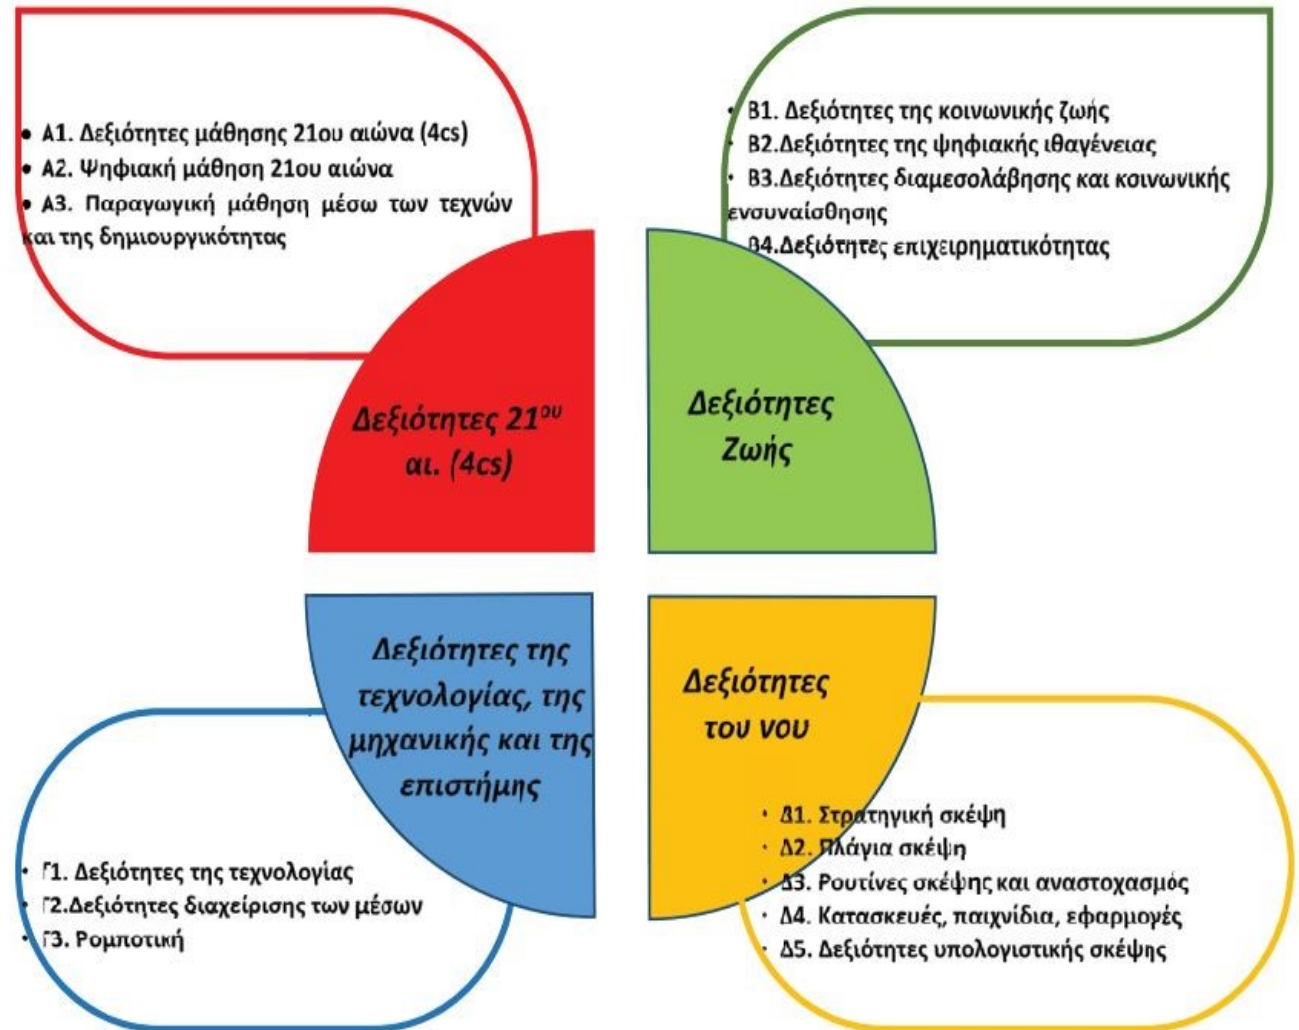 • Α1. Δεξιότητες μάθησης 21ου αιώνα (4cs)
• Α2. Ψηφιακή μάθηση 21ου αιώνα
• Α3. Παραγωγική μάθηση μέσω των τεχνών
και της δημιουργικότητας
· Β1. Δεξιότητες της κοινωνικής ζωής
· Β2.Δεξιότητες της ψηφιακής ιθαγένειας
· Β3.Δεξιότητες διαμεσολάβησης και κοινωνικής
ενσυναίσθησης
Β4.Δεξιότητες επιχειρηματικότητας
Δεξιότητες 21ου
αι. (4cs)
Δεξιότητες
Ζωής
Δεξιότητες της
τεχνολογίας, της
μηχανικής και της
επιστήμης
Δεξιότητες
του νου
· Γ1. Δεξιότητες της τεχνολογίας
· Γ2.Δεξιότητες διαχείρισης των μέσων
· Γ3. Ρομποτική
· Δ1. Στρατηγική σκέψη
· Δ2. Πλάγια σκέψη
· Δ3. Ρουτίνες σκέψης και αναστοχασμός
· Δ4. Κατασκευές, παιχνίδια, εφαρμογές
· Δ5. Δεξιότητες υπολογιστικής σκέψης